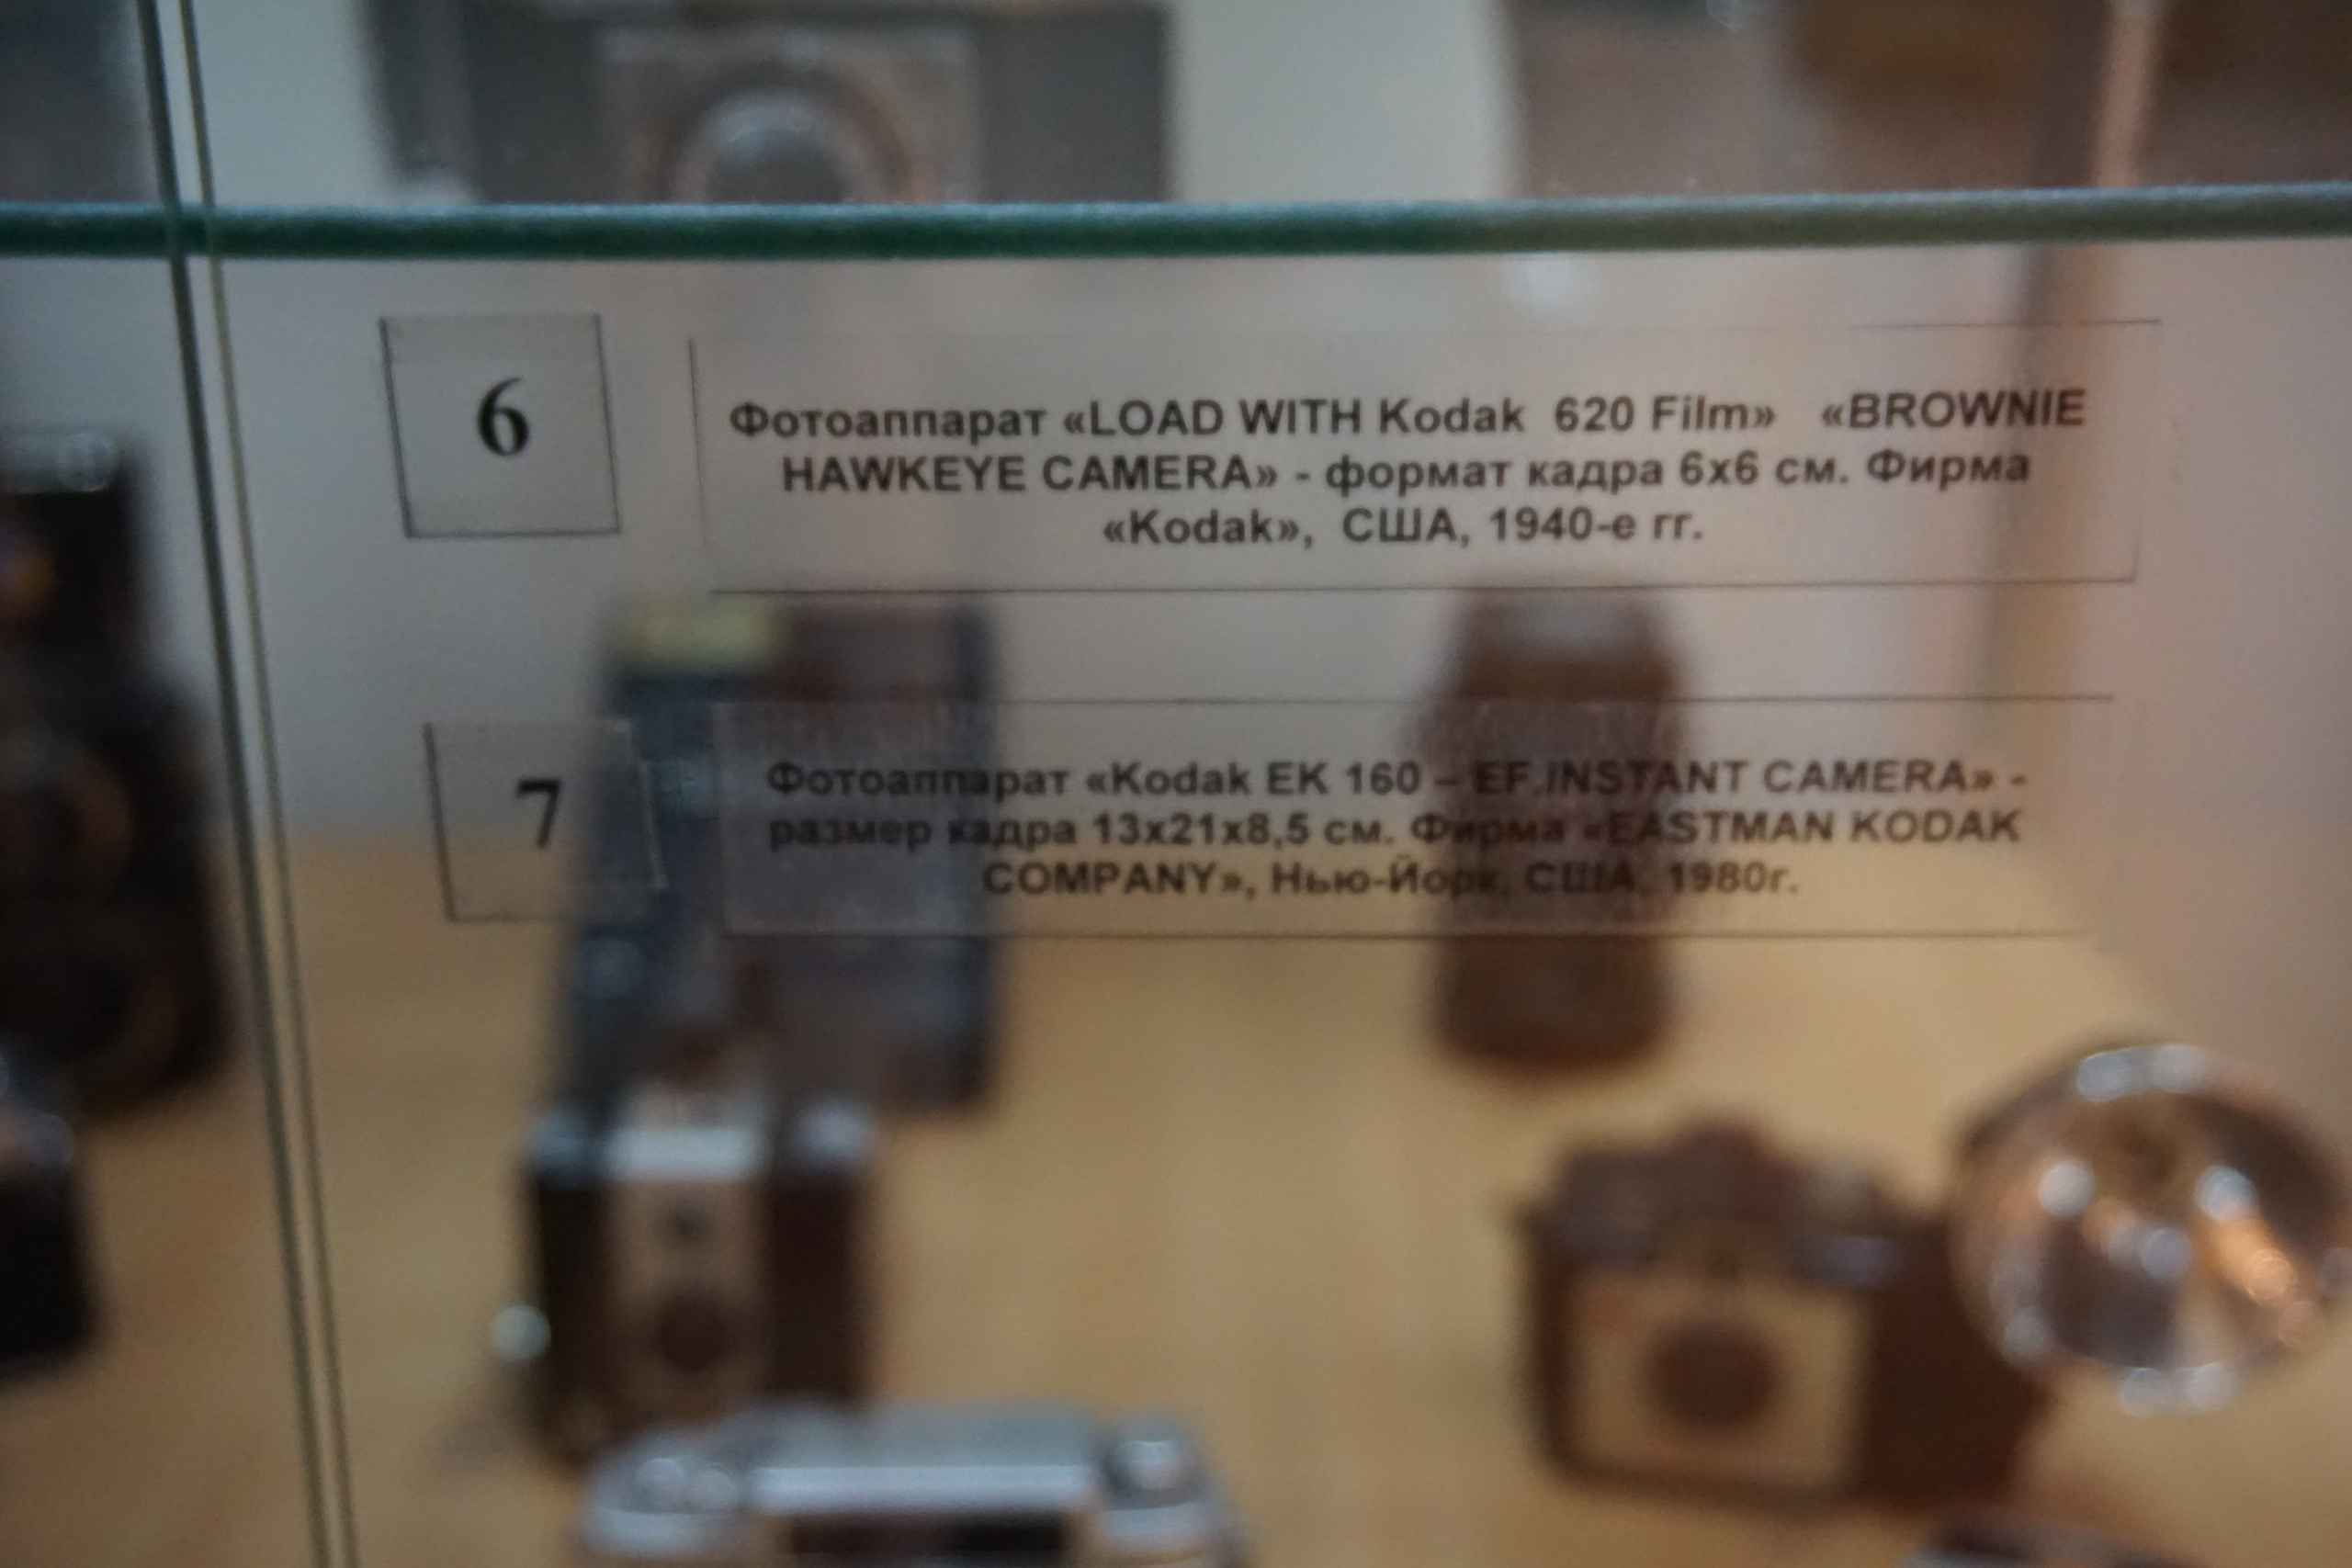 6
Фотоаппарат «LOAD WITH Kodak 620 Film» «BROWNIE
HAWKEYE CAMERA» - формат кадра 6х6 см. Фирма
«Kodak», США, 1940-е гг.
7
Фотоаппарат «Kodak EK 160 – EF.INSTANT CAMERA» -
размер кадра 13х21х8,5 см. Фирма «EASTMAN KODAK
COMPANY», Нью-Йорк, США, 1980г.